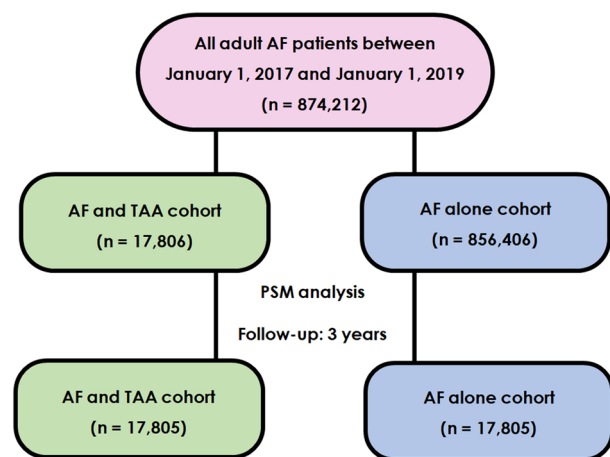 All adult AF patients between
January 1, 2017 and January 1, 2019
(n = 874,212)
AF and TAA cohort
(n = 17,806)
AF alone cohort
(n = 856,406)
PSM analysis
Follow-up: 3 years
AF and TAA cohort
(n = 17,805)
AF alone cohort
(n = 17,805)